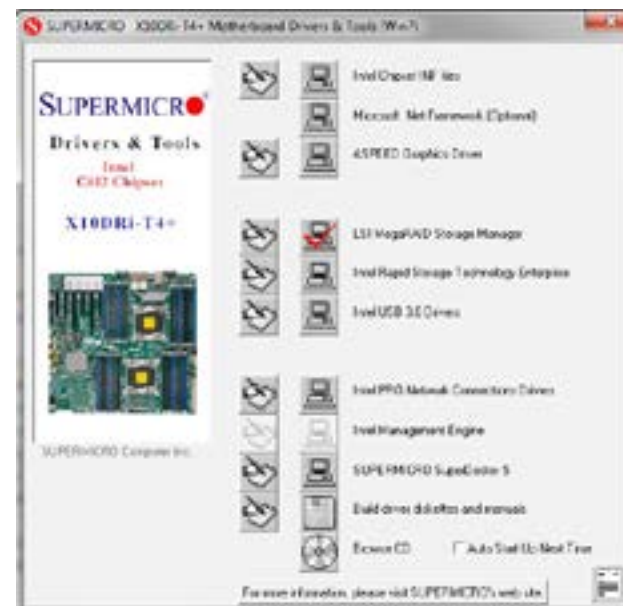 SUPERMICRO X10DRi-T4+ Motherboard Drivers & Tools (Win7)
SUPERMICRO
Drivers & Tools
Intel
C612 Chipset
X10DRi-T4+
SUPERMICRO Computer Inc.
Intel Chipset INF files
Microsoft .Net Framework (Optional)
ASPEED Graphics Driver
LSI MegaRAID Storage Manager
Intel Rapid Storage Technology Enterprise
Intel USB 3.0 Drivers
Intel PRO Network Connections Drivers
Intel Management Engine
SUPERMICRO SuperDoctor 5
Build driver diskettes and manuals
Browse CD
Auto Start Up Next Time
For more information, please visit SUPERMICRO's web site.